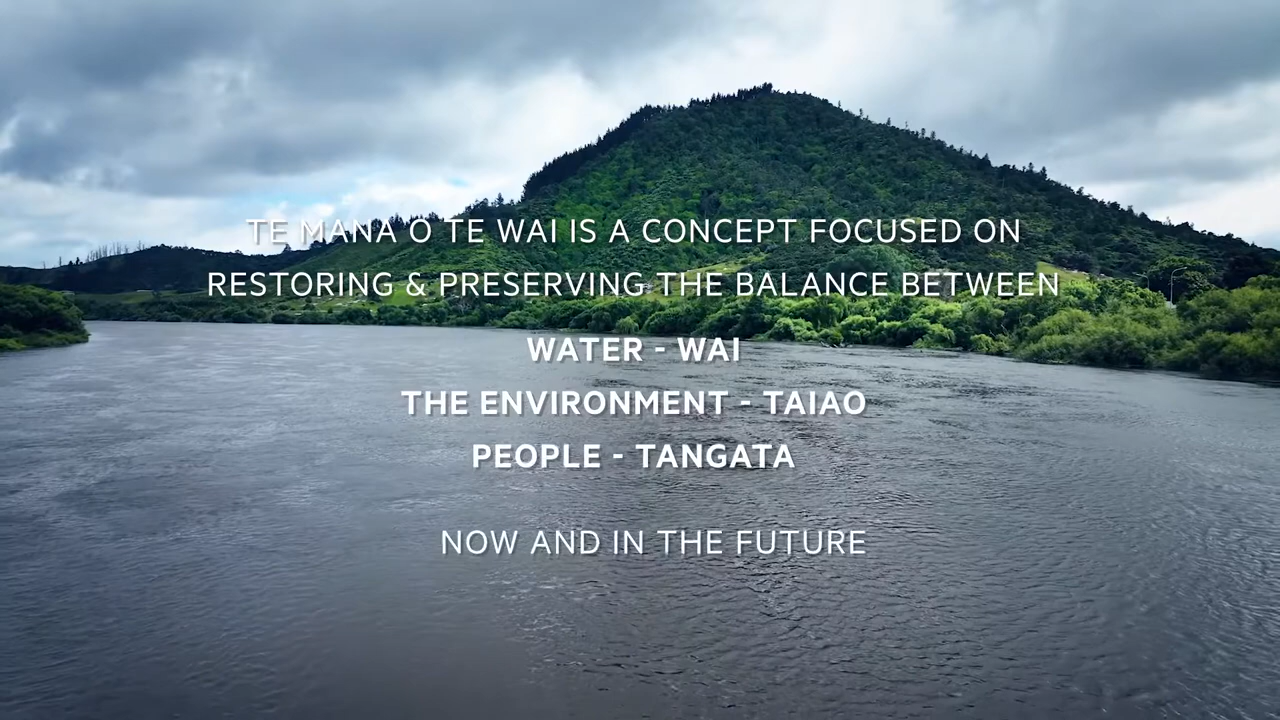 TE MANA O TE WAI IS A CONCEPT FOCUSED ON
RESTORING & PRESERVING THE BALANCE BETWEEN
WATER - WAI
THE ENVIRONMENT - TAIAO
PEOPLE - TANGATA
NOW AND IN THE FUTURE